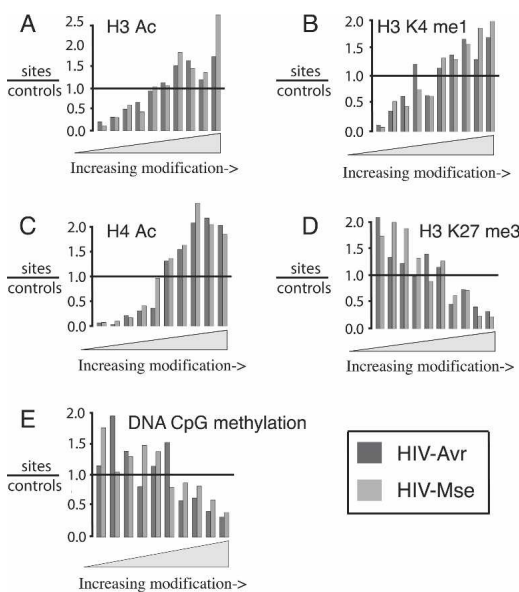 A
H3 Ac
sites
controls
2.5
2.0
1.5
1.0
0.5
0.0
Increasing modification->
B
H3 K4 me1
sites
controls
2.0
1.5
1.0
0.5
0.0
Increasing modification->
C
H4 Ac
sites
controls
2.0
1.5
1.0
0.5
0.0
Increasing modification->
D
H3 K27 me3
sites
controls
2.0
1.5
1.0
0.5
0.0
Increasing modification->
E
DNA CpG methylation
sites
controls
2.0
1.5
1.0
0.5
0.0
Increasing modification->
HIV-Avr
HIV-Mse